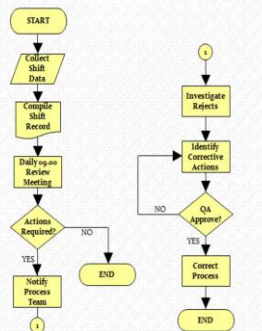 START
Collect
Shift
Data
Compile
Shift
Record
Daily 09.00
Review
Meeting
Actions
Required?
NO
YES
END
Notify
Process
Team
1
1
Investigate
Rejects
Identify
Corrective
Actions
QA
Approve?
NO
YES
Correct
Process
END